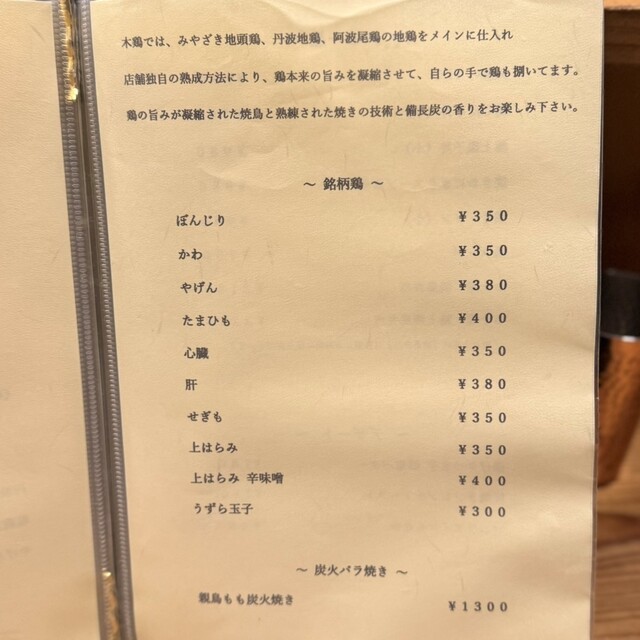 木鶏では、みやざき地頭鶏、丹波地鶏、阿波尾鶏の地鶏をメインに仕入れ
店舗独自の熟成方法により、鶏本来の旨みを凝縮させて、自らの手で鶏も捌いてます。
鶏の旨みが凝縮された焼鳥と熟練された焼きの技術と備長炭の香りをお楽しみ下さい。
～ 銘柄鶏 ～
ぼんじり ￥３５０
かわ ￥３５０
やげん ￥３８０
たまひも ￥４００
心臓 ￥３５０
肝 ￥３８０
せぎも ￥３５０
上はらみ ￥３５０
上はらみ 辛味噌 ￥４００
うずら玉子 ￥３００
～ 炭火バラ焼き ～
親鳥もも炭火焼き ￥１３００